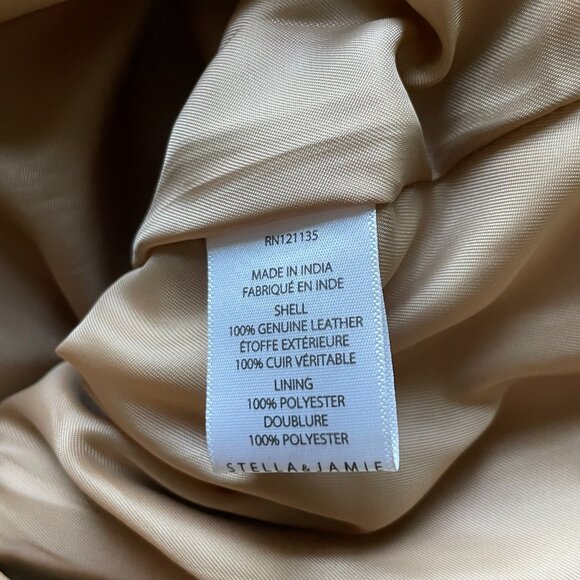 RN121135
MADE IN INDIA
FABRIQUÉ EN INDE
SHELL
100% GENUINE LEATHER
ÉTOFFE EXTÉRIEURE
100% CUIR VÉRITABLE
LINING
100% POLYESTER
DOUBLURE
100% POLYESTER
STELLA & JAMIE